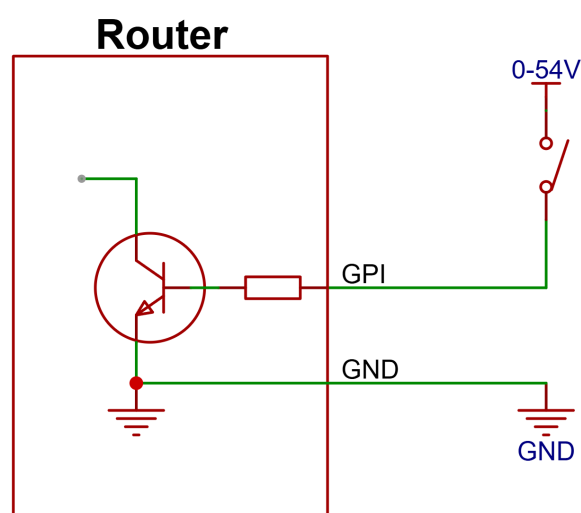 Router
0-54V
GPI
GND
GND